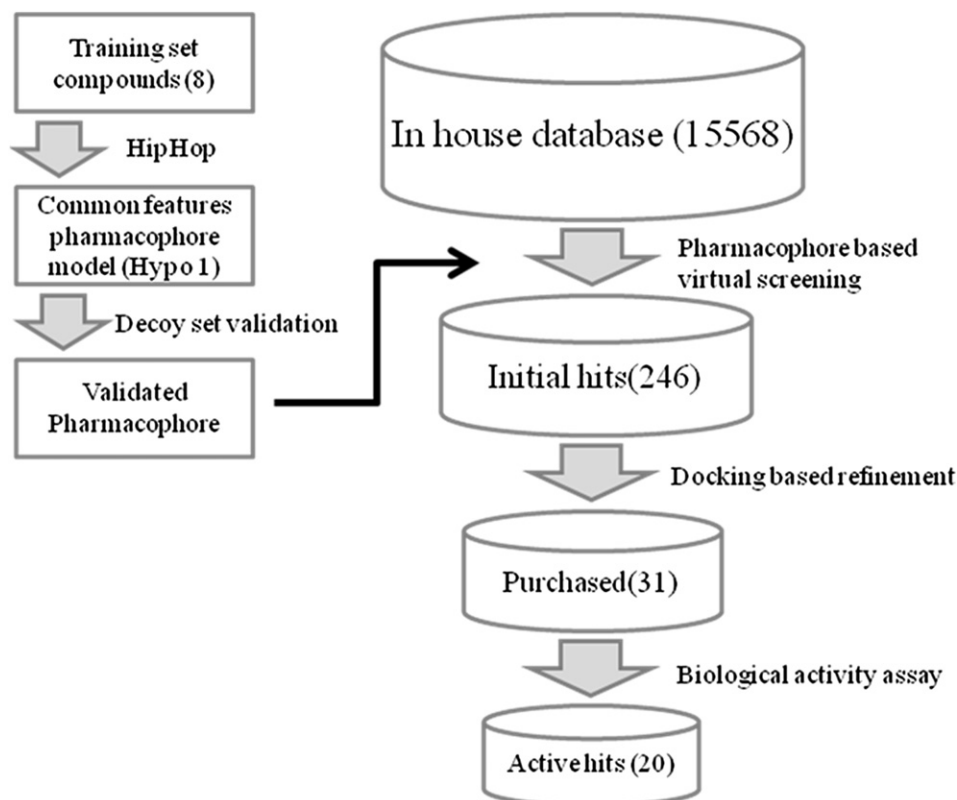 Training set
compounds (8)
HipHop
Common features
pharmacophore
model (Hypo 1)
Decoy set validation
Validated
Pharmacophore
In house database (15568)
Pharmacophore based
virtual screening
Initial hits(246)
Docking based refinement
Purchased(31)
Biological activity assay
Active hits (20)